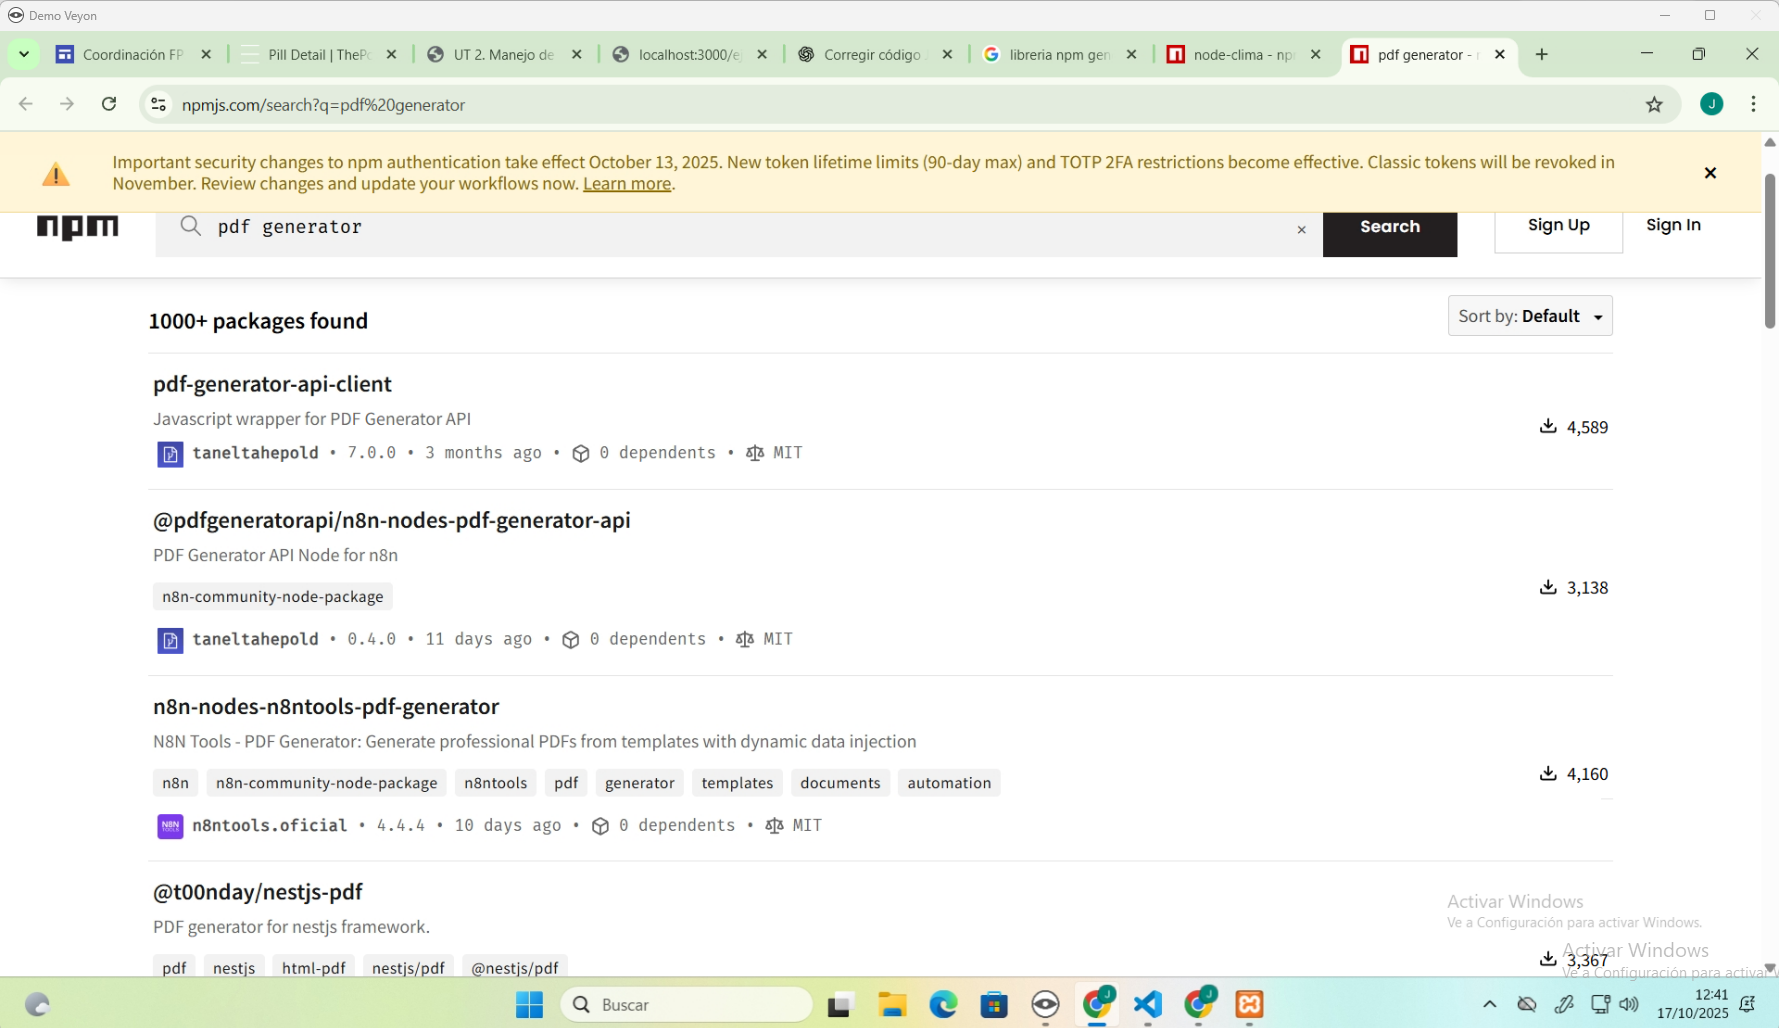 Demo Veyon
Coordinación FP
Pill Detail | ThePo
UT 2. Manejo de
localhost:3000/e
Corregir código
libreria npm gen
node-clima - np
pdf generator -
npmjs.com/search?q=pdf%20generator
J
Important security changes to npm authentication take effect October 13, 2025. New token lifetime limits (90-day max) and TOTP 2FA restrictions become effective. Classic tokens will be revoked in
November. Review changes and update your workflows now. Learn more.
npm
pdf generator
Search
Sign Up
Sign In
1000+ packages found
Sort by: Default
pdf-generator-api-client
Javascript wrapper for PDF Generator API
taneltahepold • 7.0.0 • 3 months ago • 0 dependents • MIT
4,589
@pdfgeneratorapi/n8n-nodes-pdf-generator-api
PDF Generator API Node for n8n
n8n-community-node-package
3,138
taneltahepold • 0.4.0 • 11 days ago • 0 dependents • MIT
n8n-nodes-n8ntools-pdf-generator
N8N Tools - PDF Generator: Generate professional PDFs from templates with dynamic data injection
n8n n8n-community-node-package n8ntools pdf generator templates documents automation
4,160
N8N TOOLS
n8ntools.oficial • 4.4.4 • 10 days ago • 0 dependents • MIT
@t00nday/nestjs-pdf
PDF generator for nestjs framework.
pdf nestjs html-pdf nestjs/pdf @nestjs/pdf
3,367
Activar Windows
Ve a Configuración para activar Windows.
Activar Windows
Ve a Configuración para activar
Buscar
J
J
12:41
17/10/2025